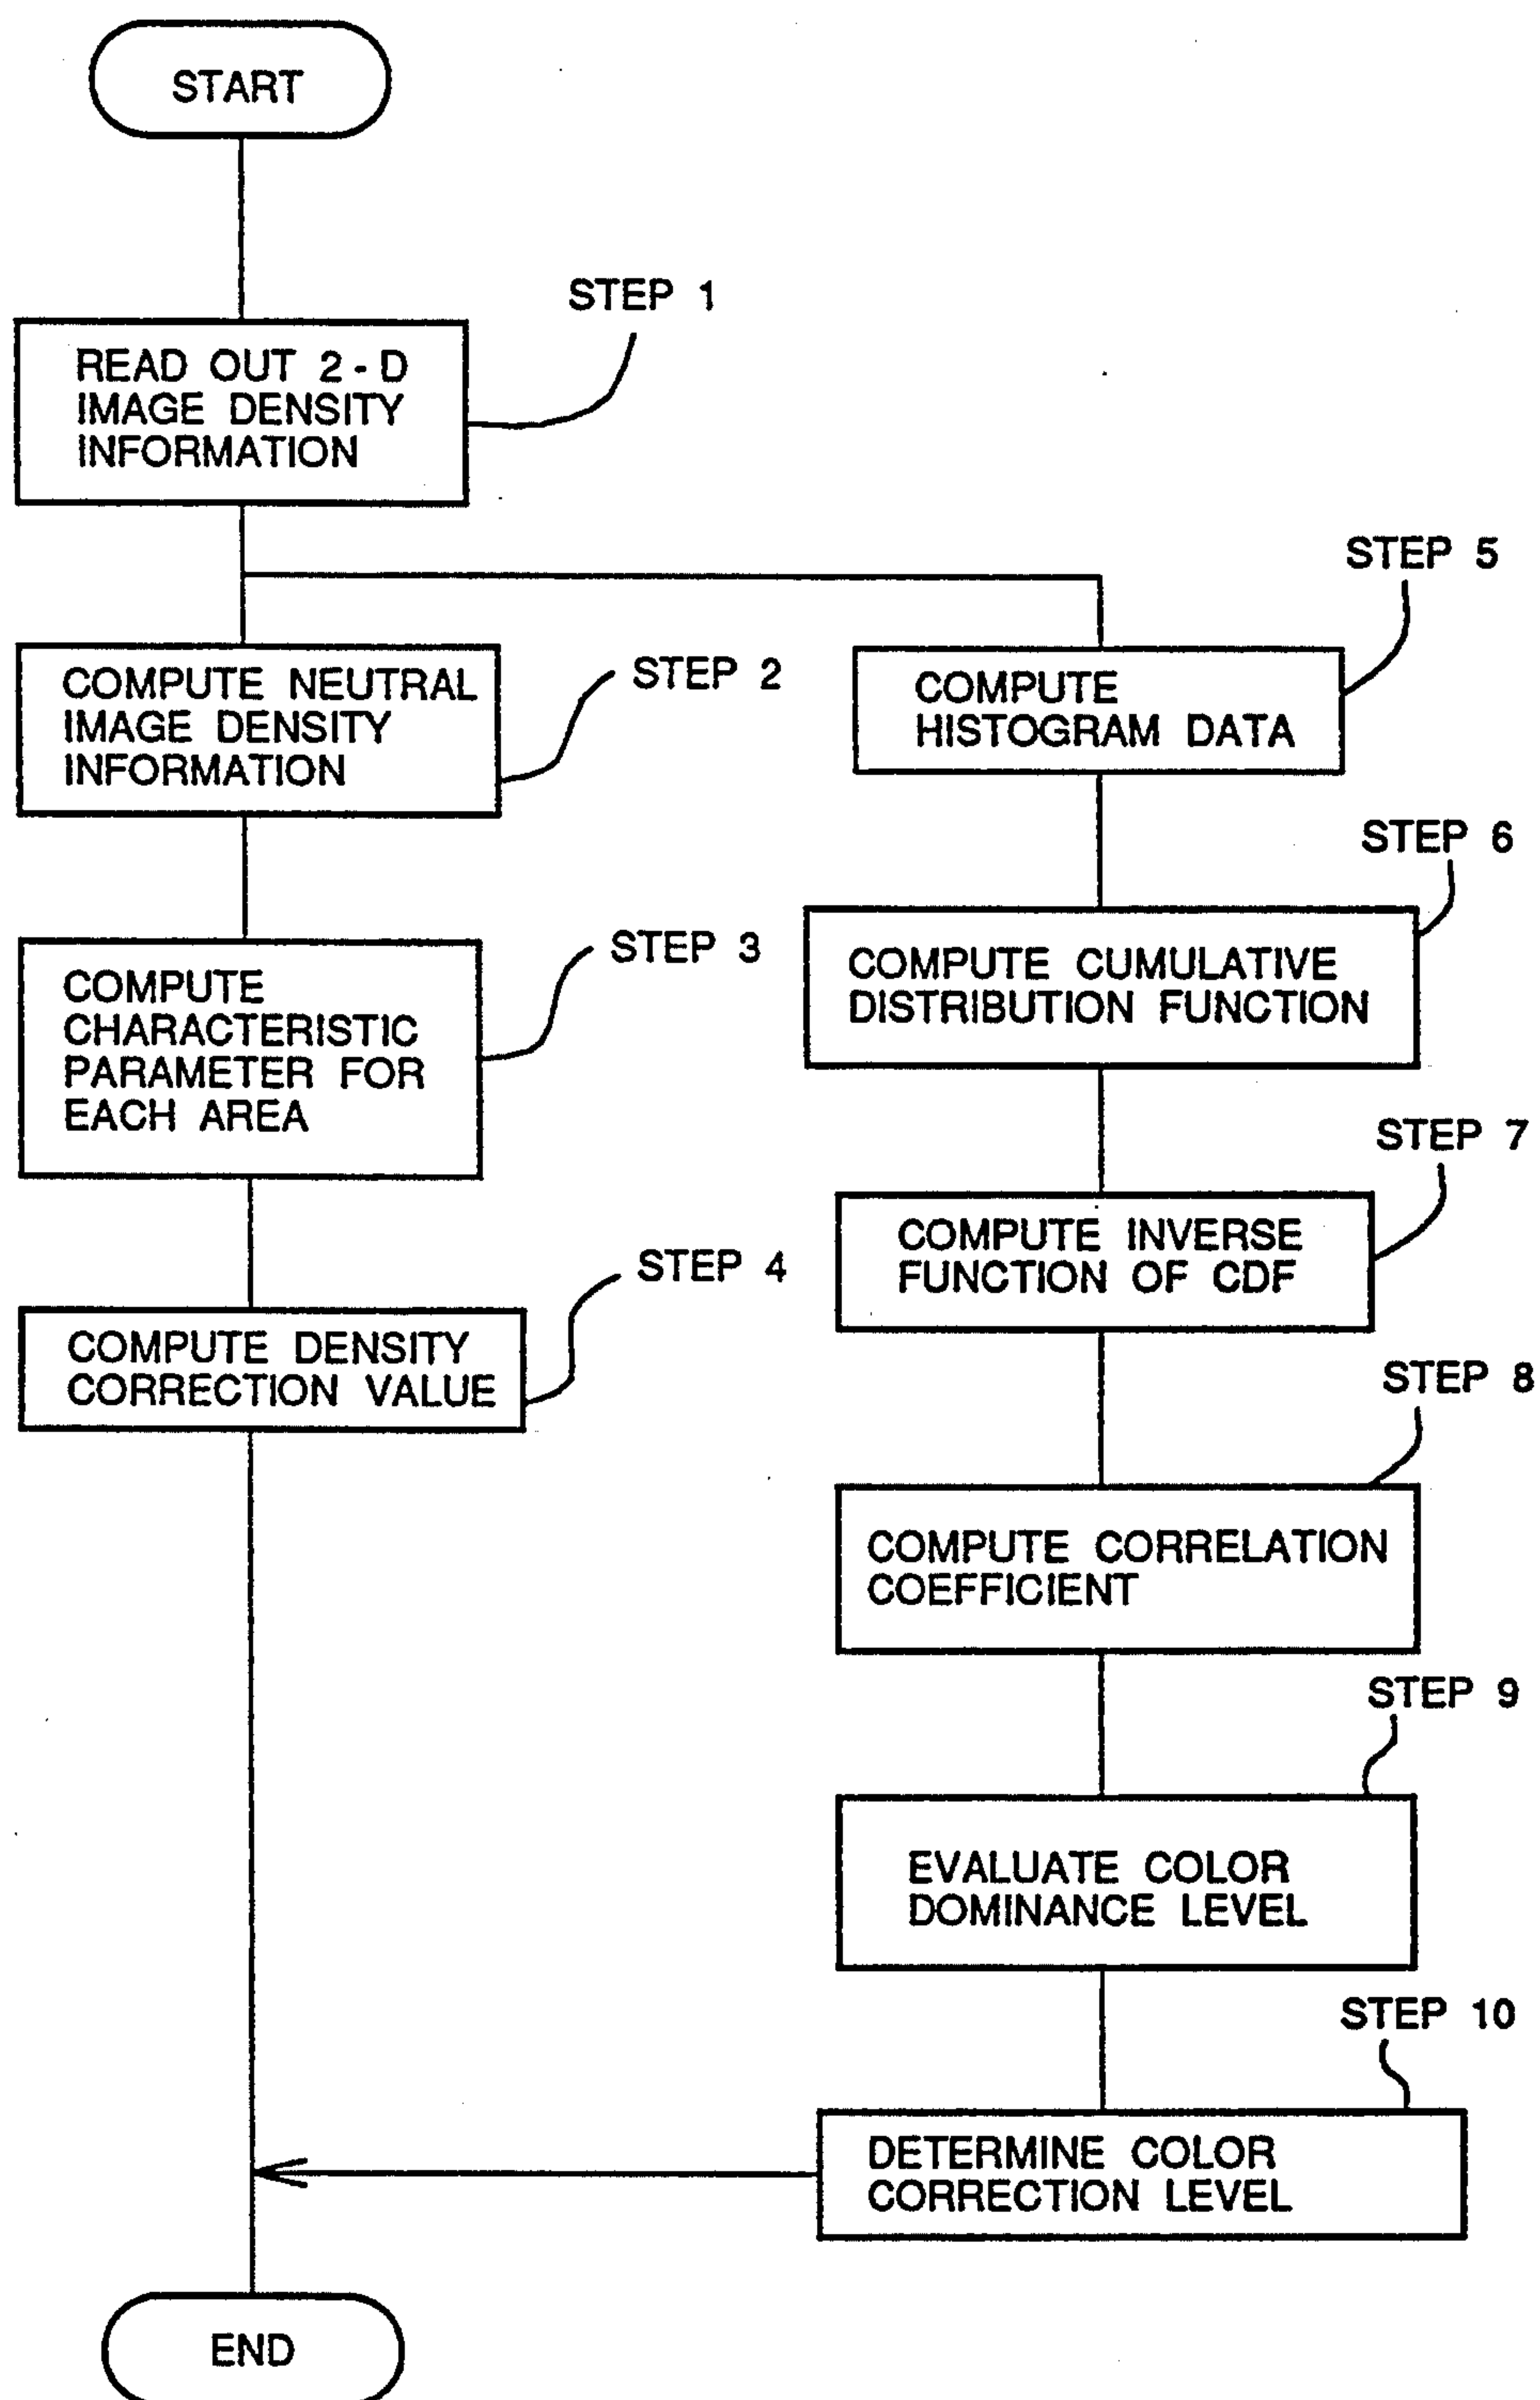 START
STEP 1
READ OUT 2-D
IMAGE DENSITY
INFORMATION
STEP 2
COMPUTE NEUTRAL
IMAGE DENSITY
INFORMATION
STEP 3
COMPUTE
CHARACTERISTIC
PARAMETER FOR
EACH AREA
STEP 4
COMPUTE DENSITY
CORRECTION VALUE
STEP 5
COMPUTE
HISTOGRAM DATA
STEP 6
COMPUTE CUMULATIVE
DISTRIBUTION FUNCTION
STEP 7
COMPUTE INVERSE
FUNCTION OF CDF
STEP 8
COMPUTE CORRELATION
COEFFICIENT
STEP 9
EVALUATE COLOR
DOMINANCE LEVEL
STEP 10
DETERMINE COLOR
CORRECTION LEVEL
END